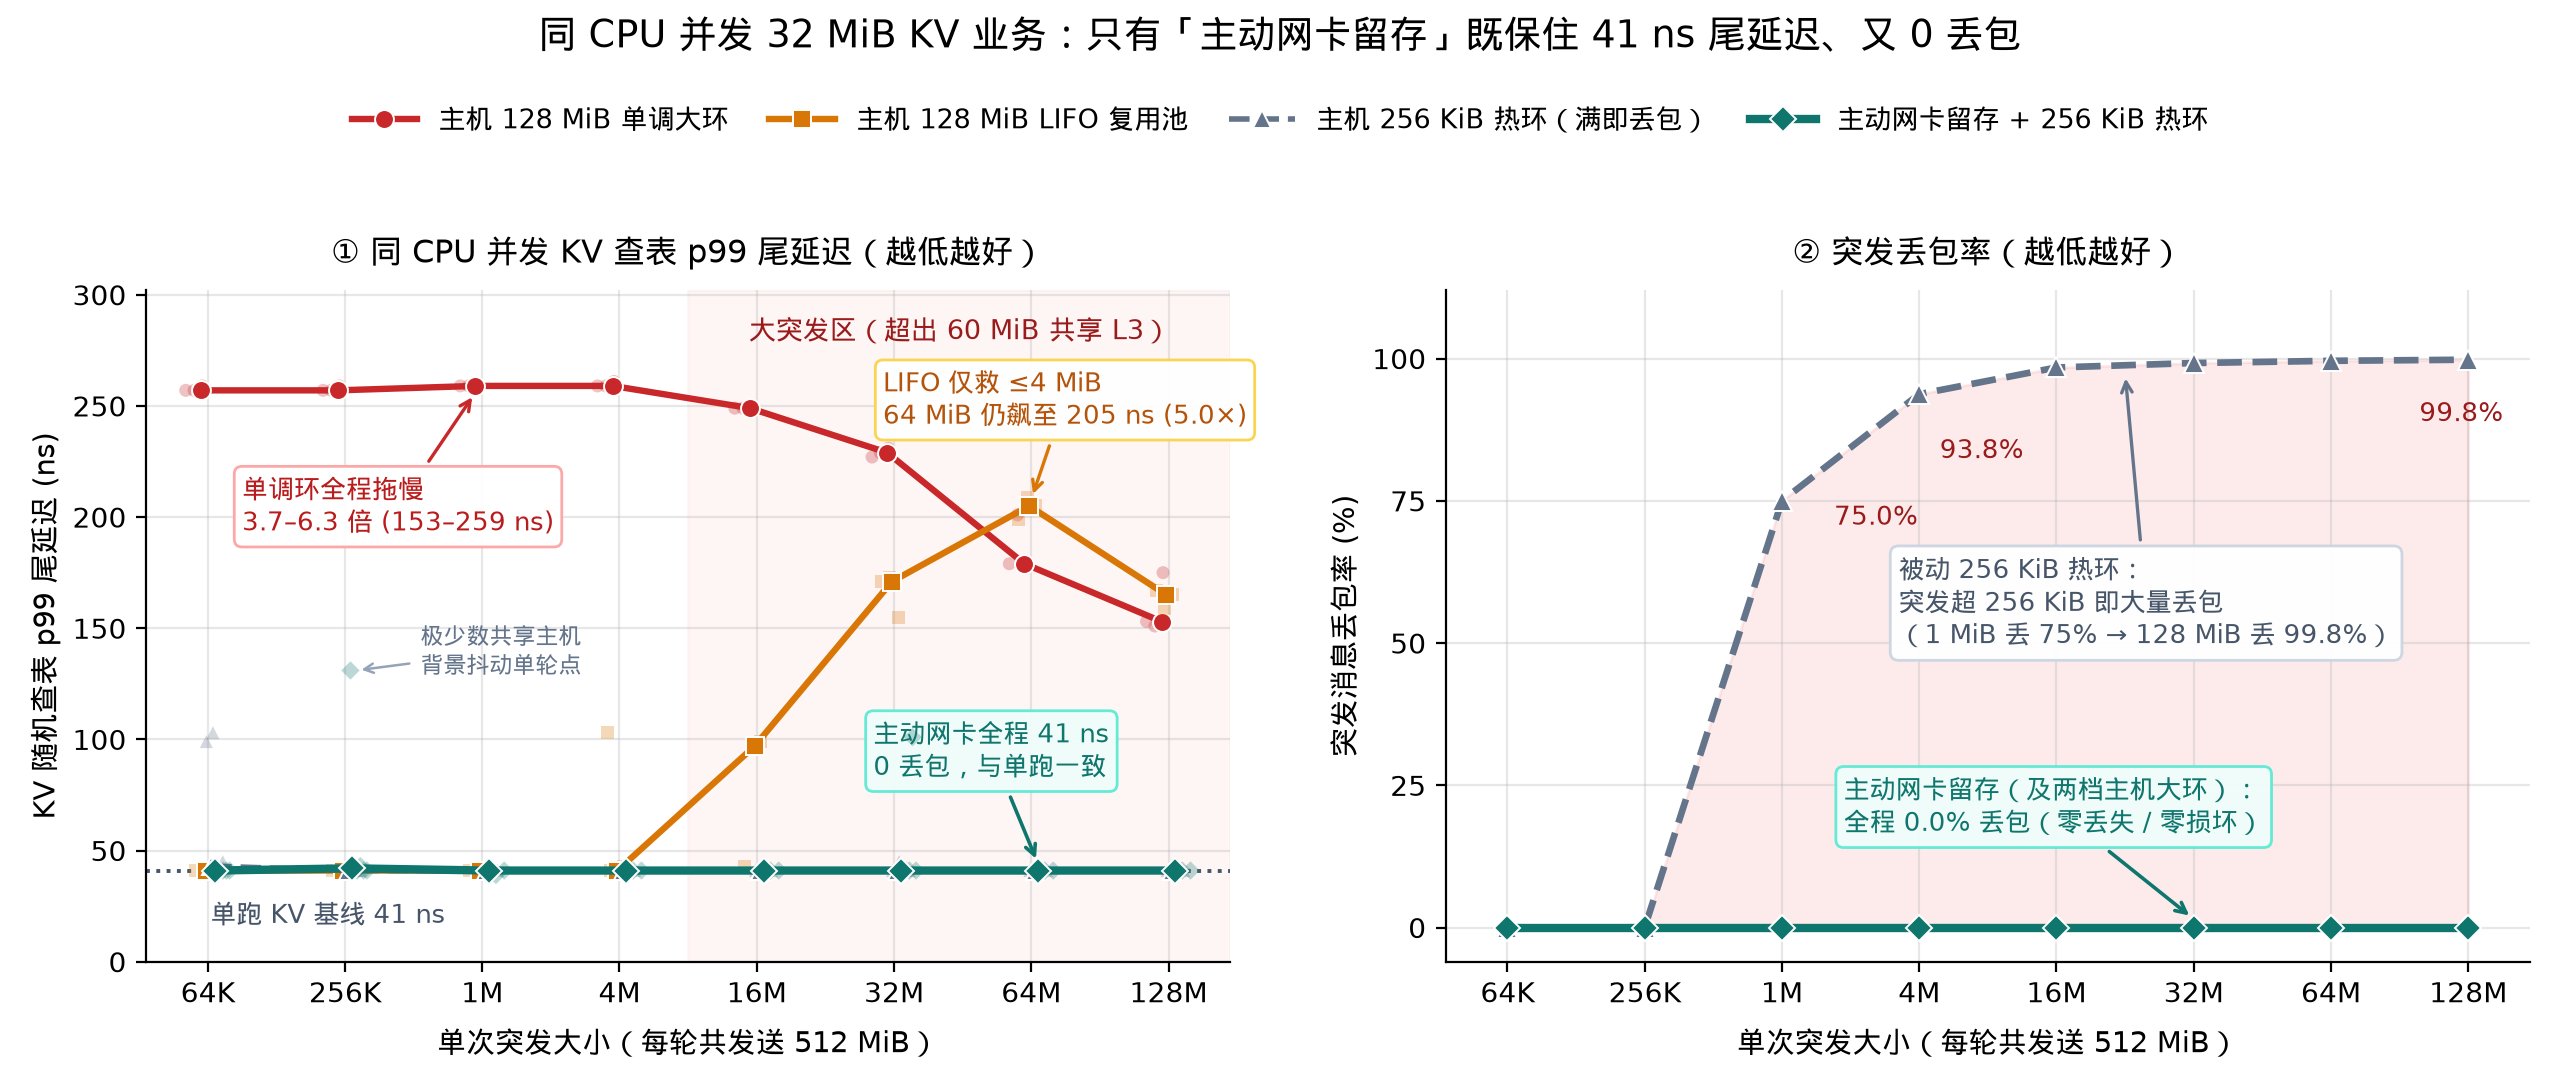 同 CPU 并发 32 MiB KV 业务：只有「主动网卡留存」既保住 41 ns 尾延迟、又 0 丢包
主机 128 MiB 单调大环
主机 128 MiB LIFO 复用池
主机 256 KiB 热环（满即丢包）
主动网卡留存 + 256 KiB 热环
① 同 CPU 并发 KV 查表 p99 尾延迟（越低越好）
KV 随机查表 p99 尾延迟 (ns)
300
250
200
150
100
50
0
大突发区（超出 60 MiB 共享 L3）
LIFO 仅救 ≤4 MiB
64 MiB 仍飙至 205 ns (5.0×)
单调环全程拖慢
3.7–6.3 倍 (153–259 ns)
极少数共享主机
背景抖动单轮点
主动网卡全程 41 ns
0 丢包，与单跑一致
单跑 KV 基线 41 ns
64K
256K
1M
4M
16M
32M
64M
128M
单次突发大小（每轮共发送 512 MiB）
② 突发丢包率（越低越好）
突发消息丢包率 (%)
100
75
50
25
0
99.8%
93.8%
75.0%
被动 256 KiB 热环：
突发超 256 KiB 即大量丢包
（1 MiB 丢 75% → 128 MiB 丢 99.8%）
主动网卡留存（及两档主机大环）：
全程 0.0% 丢包（零丢失 / 零损坏）
64K
256K
1M
4M
16M
32M
64M
128M
单次突发大小（每轮共发送 512 MiB）